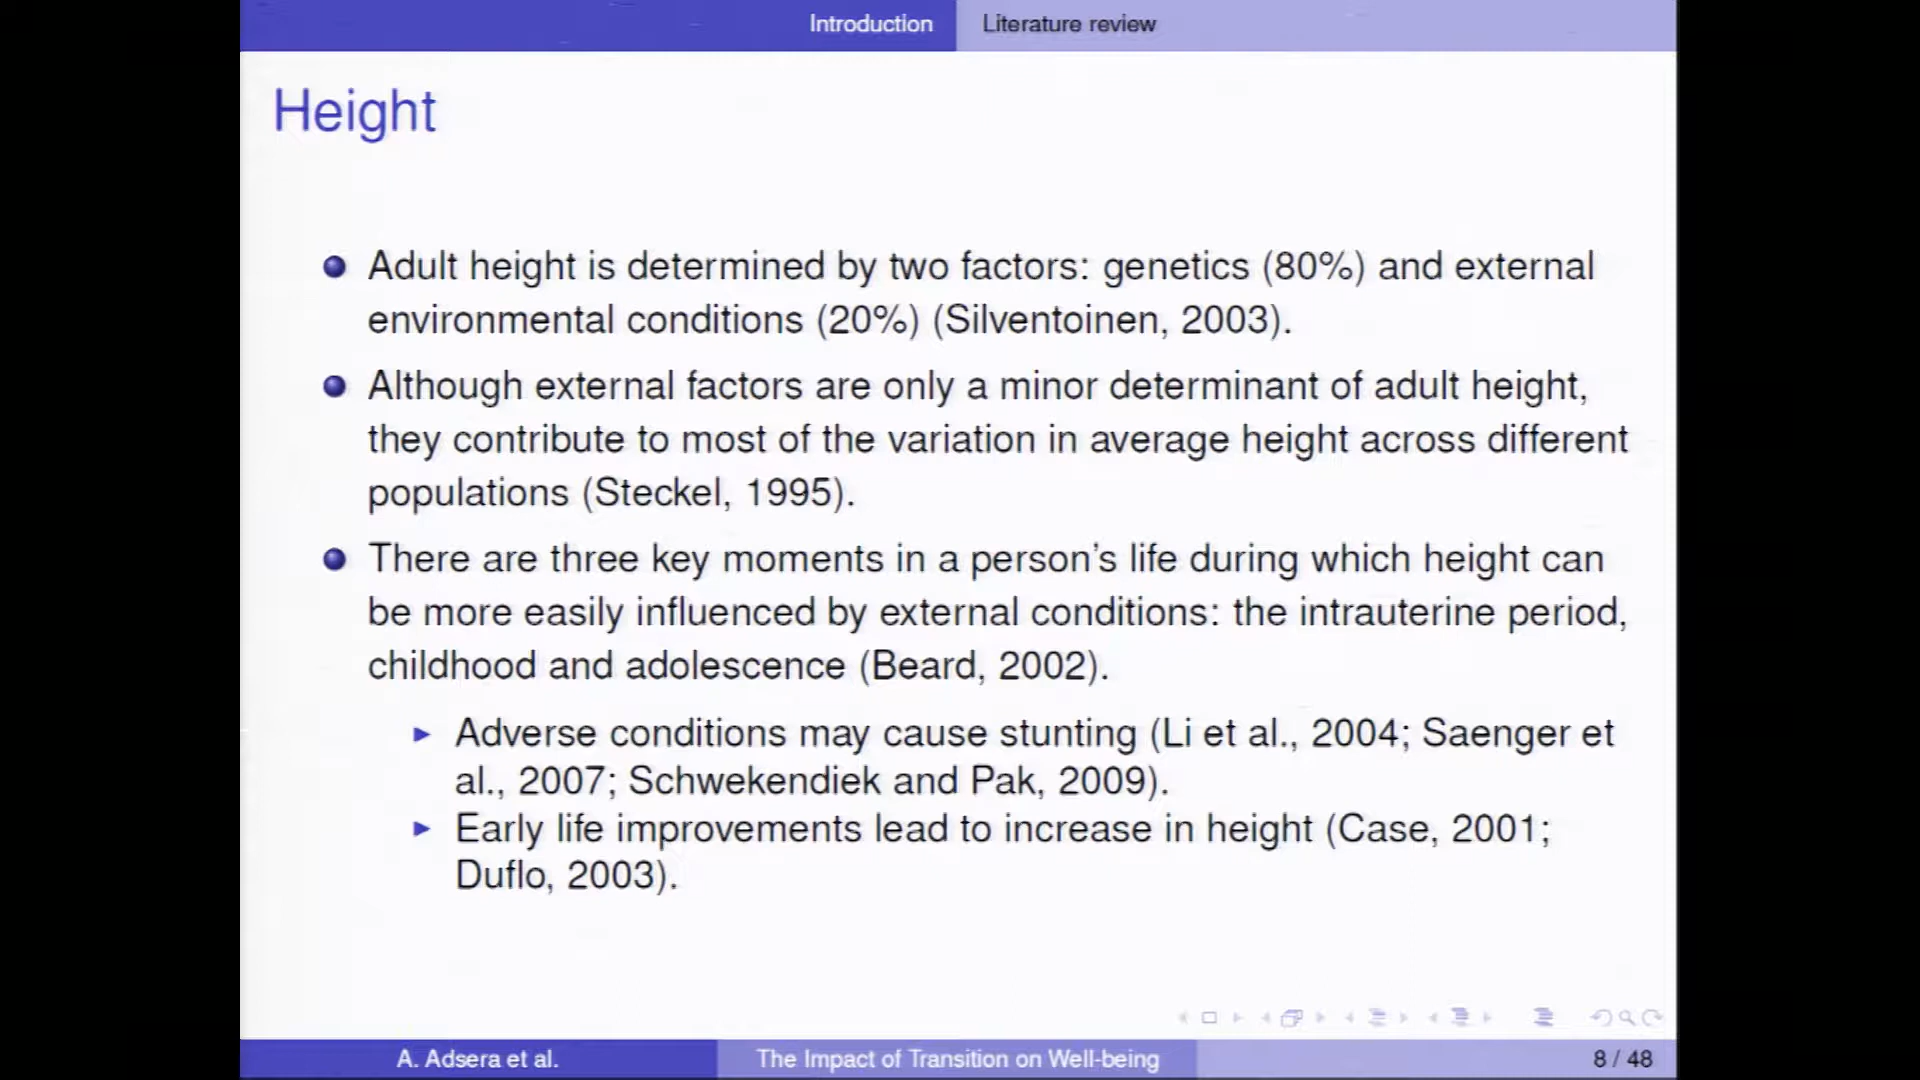 Introduction
Literature review
Height
Adult height is determined by two factors: genetics (80%) and external
environmental conditions (20%) (Silventoinen, 2003).
Although external factors are only a minor determinant of adult height,
they contribute to most of the variation in average height across different
populations (Steckel, 1995).
There are three key moments in a person's life during which height can
be more easily influenced by external conditions: the intrauterine period,
childhood and adolescence (Beard, 2002).
Adverse conditions may cause stunting (Li et al., 2004; Saenger et
al., 2007; Schwekendiek and Pak, 2009).
Early life improvements lead to increase in height (Case, 2001;
Duflo, 2003).
A. Adsera et al.
The Impact of Transition on Well-being
8 / 48